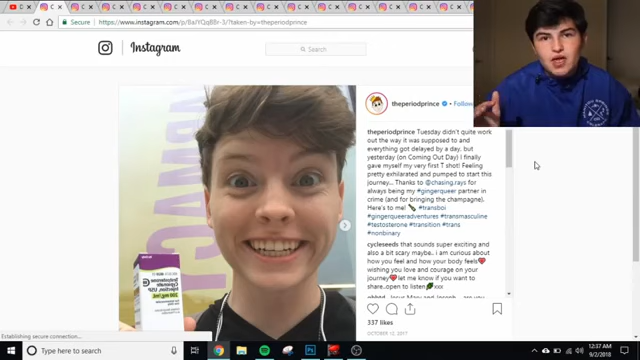 Secure
https://www.instagram.com/p/BaIYQqBBr-3/?taken-by=theperiodprince
Instagram
Search
theperiodprince • Follow
theperiodprince Tuesday didn't quite work
out the way it was supposed to and
everything got delayed by a day, but
yesterday (on Coming Out Day) I finally
gave myself my very first T shot! Feeling
pretty exhilarated and pumped to start this
journey... Thanks to @chasing.rays for
always being my #gingerqueer partner in
crime (and for bringing the champagne).
Here's to me! #transboi
#gingerqueeradventures #transmasculine
#testosterone #transition #trans
#nonbinary
cycleseeds that sounds super exciting and
also a bit scary maybe.. i am curious about
how you feel and how your body feels
wishing you love and courage on your
journey let me know if you want to
share..open to listen xxx
337 likes
OCTOBER 12, 2017
Establishing secure connection...
Type here to search
12:37 AM
9/2/2018